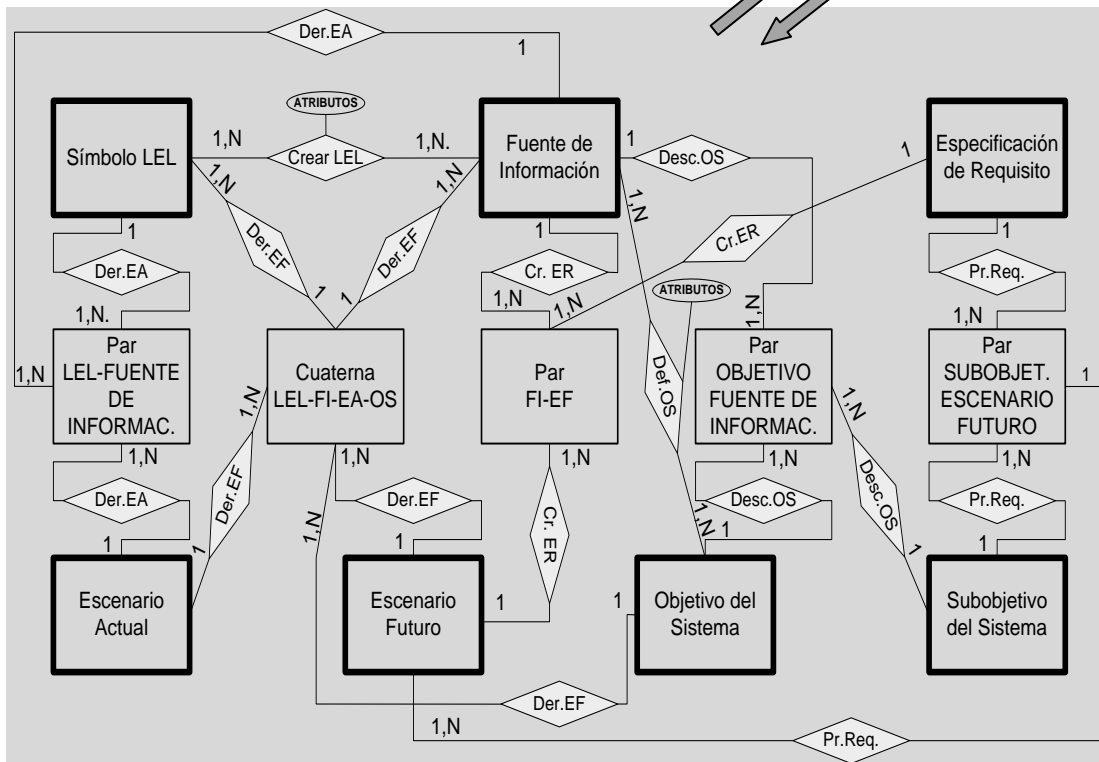 Der.EA
1
ATRIBUTOS
Símbolo LEL
1,N
Crear LEL
1,N.
Fuente de
Información
1
Desc.OS
1
Especificación
de Requisito
1,N
Der.EF
1
1,N
Der.EF
1
1,N
Cr.ER
1
Der.EA
1,N.
1
Cr. ER
1,N
1,N
ATRIBUTOS
1
Pr.Req.
1,N
1,N
1,N
Par
LEL-FUENTE
DE
INFORMAC.
Cuaterna
LEL-FI-EA-OS
Par
FI-EF
Def.OS
Par
OBJETIVO
FUENTE DE
INFORMAC.
Par
SUBOBJET.
ESCENARIO
FUTURO
1
1,N
Der.EA
1
1,N
Der.EF
1
1,N
Der.EF
1
1,N
1,N
Cr. ER
1
1,N
1,N
Desc.OS
1
1,N
Desc.OS
1
1,N
Pr.Req.
1
Escenario
Actual
Escenario
Futuro
Objetivo del
Sistema
Subobjetivo
del Sistema
1
Der.EF
1,N
Pr.Req.